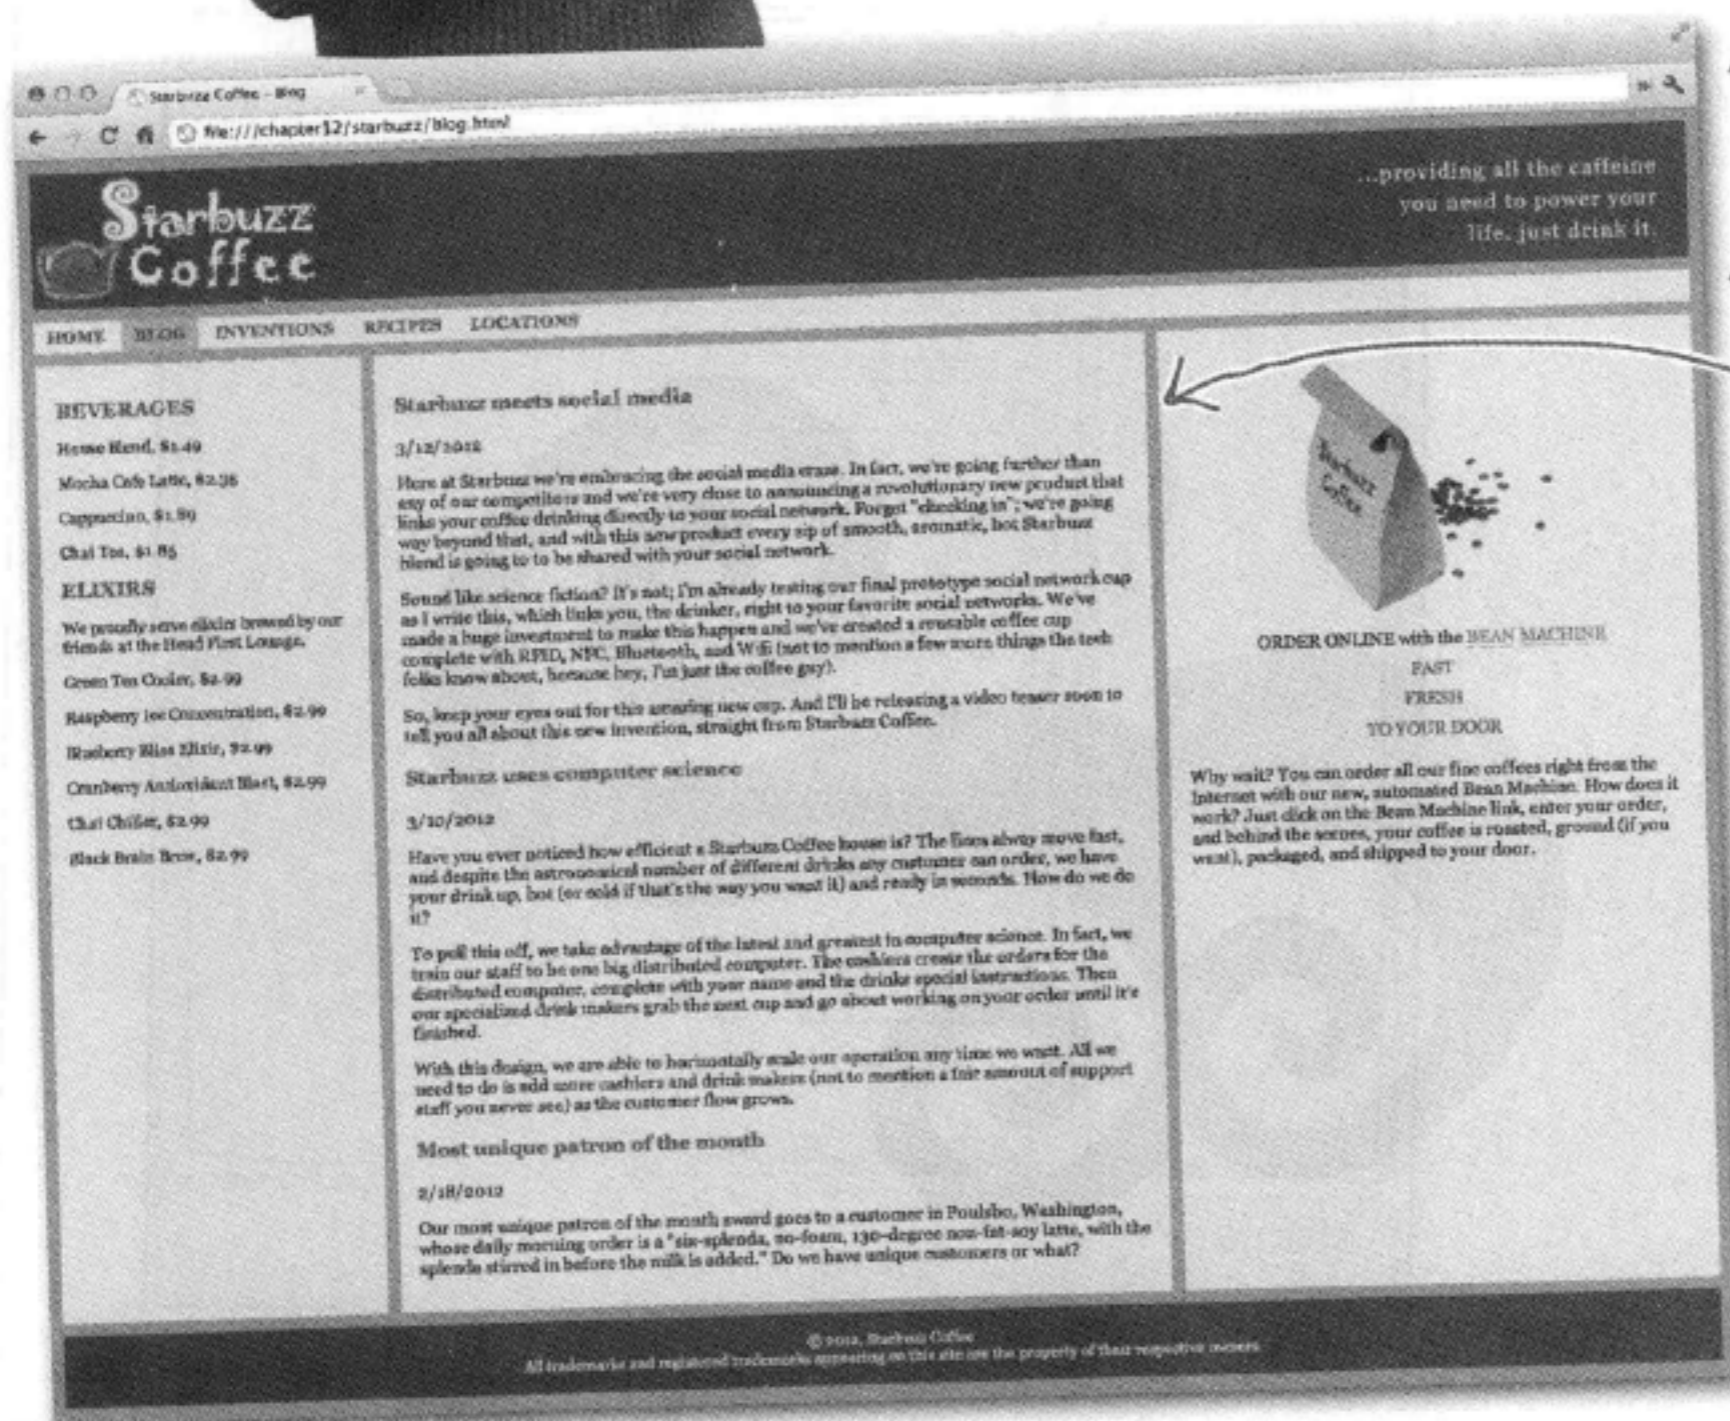 Starbuzz Coffee - Blog
file:///chapter12/starbuzz/blog.html
Starbuzz
Coffee
...providing all the caffeine
you need to power your
life. just drink it.
HOME BLOG INVENTIONS RECIPES LOCATIONS
BEVERAGES
House Blend, $1.49
Mocha Cafe Latte, $2.35
Cappuccino, $1.89
Chai Tea, $1.85
ELIXIRS
We proudly serve elixirs brewed by our
friends at the Head First Lounge.
Green Tea Cooler, $2.99
Raspberry Ice Concentration, $2.99
Blueberry Bliss Elixir, $2.99
Cranberry Antioxidant Blast, $2.99
Chai Chiller, $2.99
Black Brain Brew, $2.99
Starbuzz meets social media
3/12/2012
Here at Starbuzz we're embracing the social media craze. In fact, we're going further than
any of our competitors and we're very close to announcing a revolutionary new product that
links your coffee drinking directly to your social network. Forget "checking in"; we're going
way beyond that, and with this new product every sip of smooth, aromatic, hot Starbuzz
blend is going to to be shared with your social network.
Sound like science fiction? It's not; I'm already testing our final prototype social network cup
as I write this, which links you, the drinker, right to your favorite social networks. We've
made a huge investment to make this happen and we've created a reusable coffee cup
complete with RFID, NFC, Bluetooth, and Wifi (not to mention a few more things the tech
folks know about, because hey, I'm just the coffee guy).
So, keep your eyes out for this amazing new cup. And I'll be releasing a video teaser soon to
tell you all about this new invention, straight from Starbuzz Coffee.
Starbuzz uses computer science
3/10/2012
Have you ever noticed how efficient a Starbuzz Coffee house is? The lines alway move fast,
and despite the astronomical number of different drinks any customer can order, we have
your drink up, hot (or cold if that's the way you want it) and ready in seconds. How do we do
it?
To pull this off, we take advantage of the latest and greatest in computer science. In fact, we
train our staff to be one big distributed computer. The cashiers create the orders for the
distributed computer, complete with your name and the drinks special instructions. Then
our specialized drink makers grab the next cup and go about working on your order until it's
finished.
With this design, we are able to horizontally scale our operation any time we want. All we
need to do is add more cashiers and drink makers (not to mention a fair amount of support
staff you never see) as the customer flow grows.
Most unique patron of the month
2/18/2012
Our most unique patron of the month award goes to a customer in Poulsbo, Washington,
whose daily morning order is a "six-splenda, no-foam, 130-degree non-fat-soy latte, with the
splenda stirred in before the milk is added." Do we have unique customers or what?
Starbuzz
Coffee
ORDER ONLINE with the BEAN MACHINE
FAST
FRESH
TO YOUR DOOR
Why wait? You can order all our fine coffees right from the
Internet with our new, automated Bean Machine. How does it
work? Just click on the Bean Machine link, enter your order,
and behind the scenes, your coffee is roasted, ground (if you
want), packaged, and shipped to your door.
© 2012, Starbuzz Coffee
All trademarks and registered trademarks appearing on this site are the property of their respective owners.